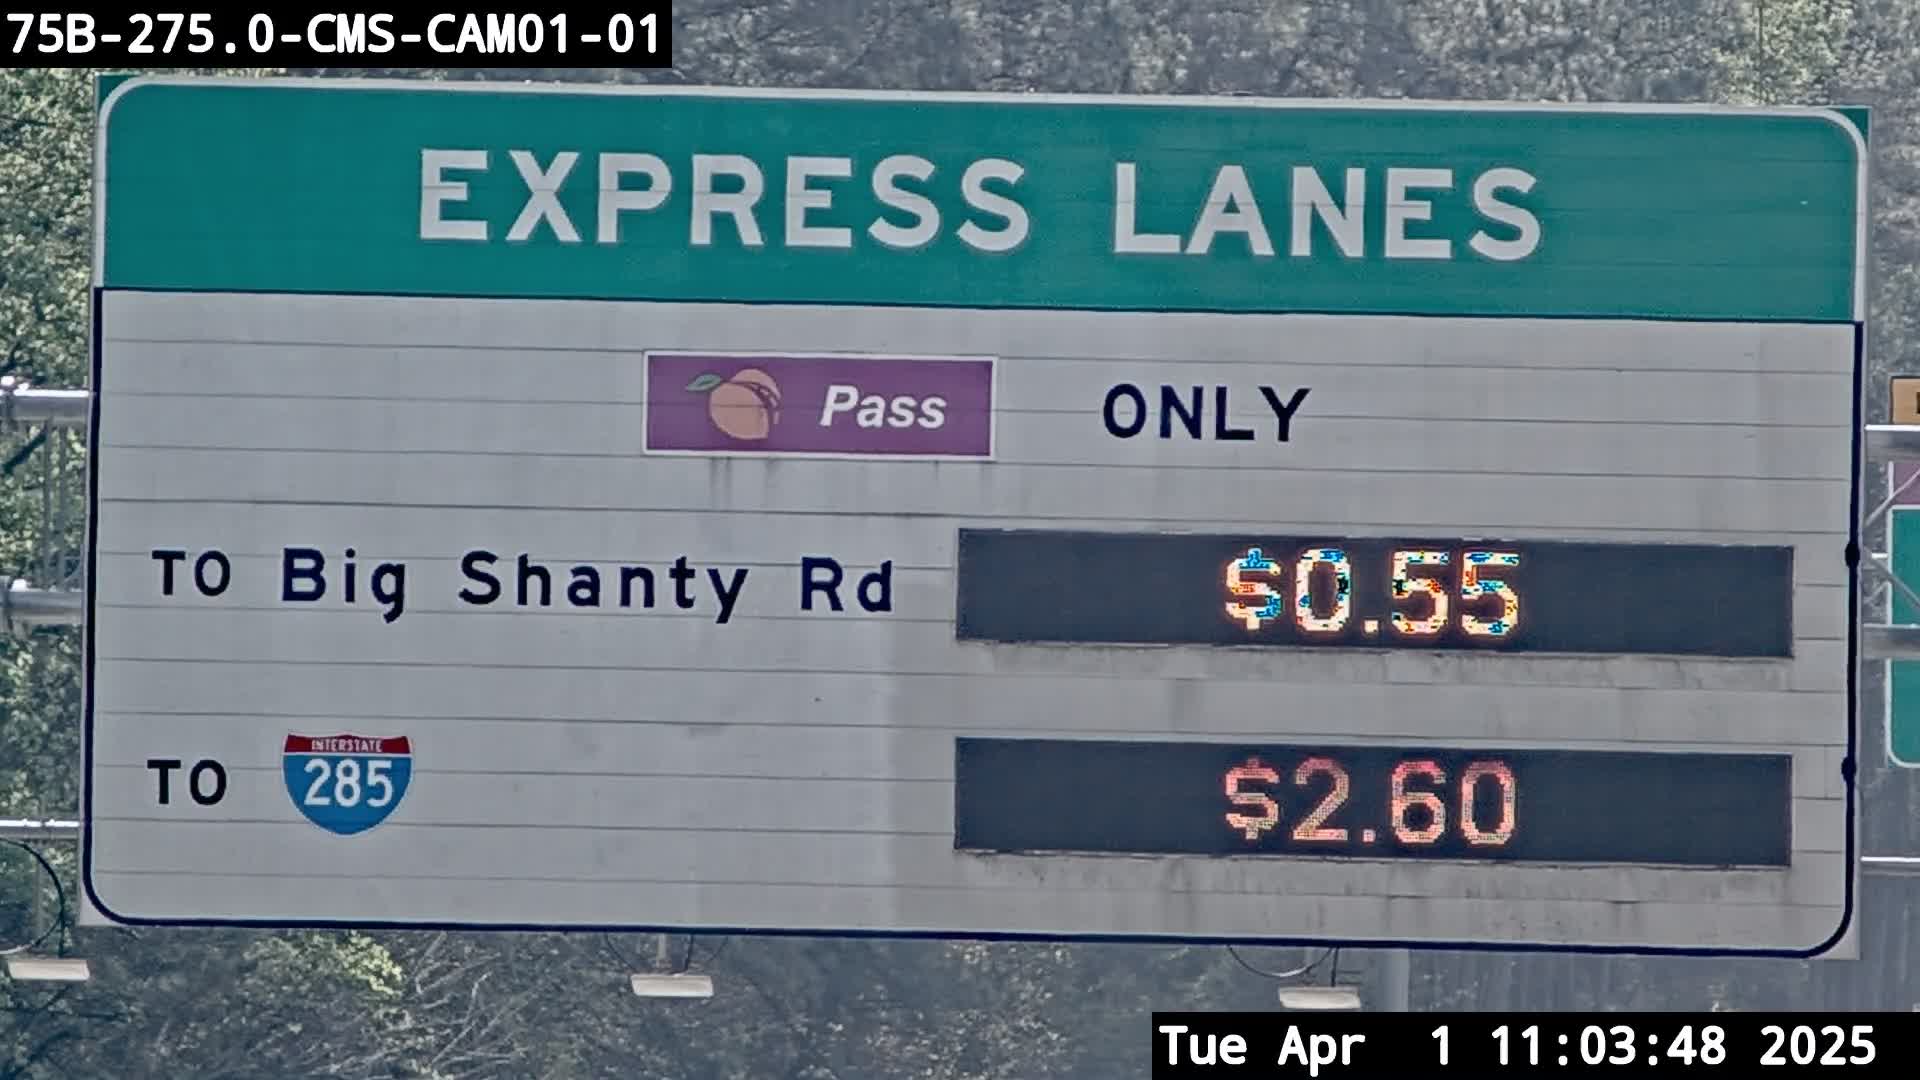 75B-275.0-CMS-CAM01-01
EXPRESS LANES
Pass ONLY
TO Big Shanty Rd $0.55
INTERSTATE
TO 285 $2.60
Tue Apr 1 11:03:48 2025